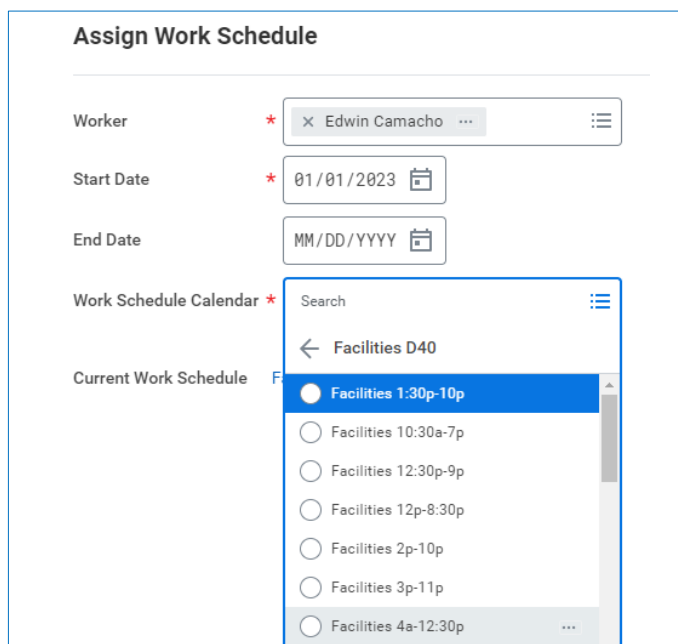 Assign Work Schedule
Worker * × Edwin Camacho ...
Start Date * 01/01/2023
End Date MM/DD/YYYY
Work Schedule Calendar * Search
Facilities D40
Current Work Schedule
Facilities 1:30p-10p
Facilities 10:30a-7p
Facilities 12:30p-9p
Facilities 12p-8:30p
Facilities 2p-10p
Facilities 3p-11p
Facilities 4a-12:30p ...